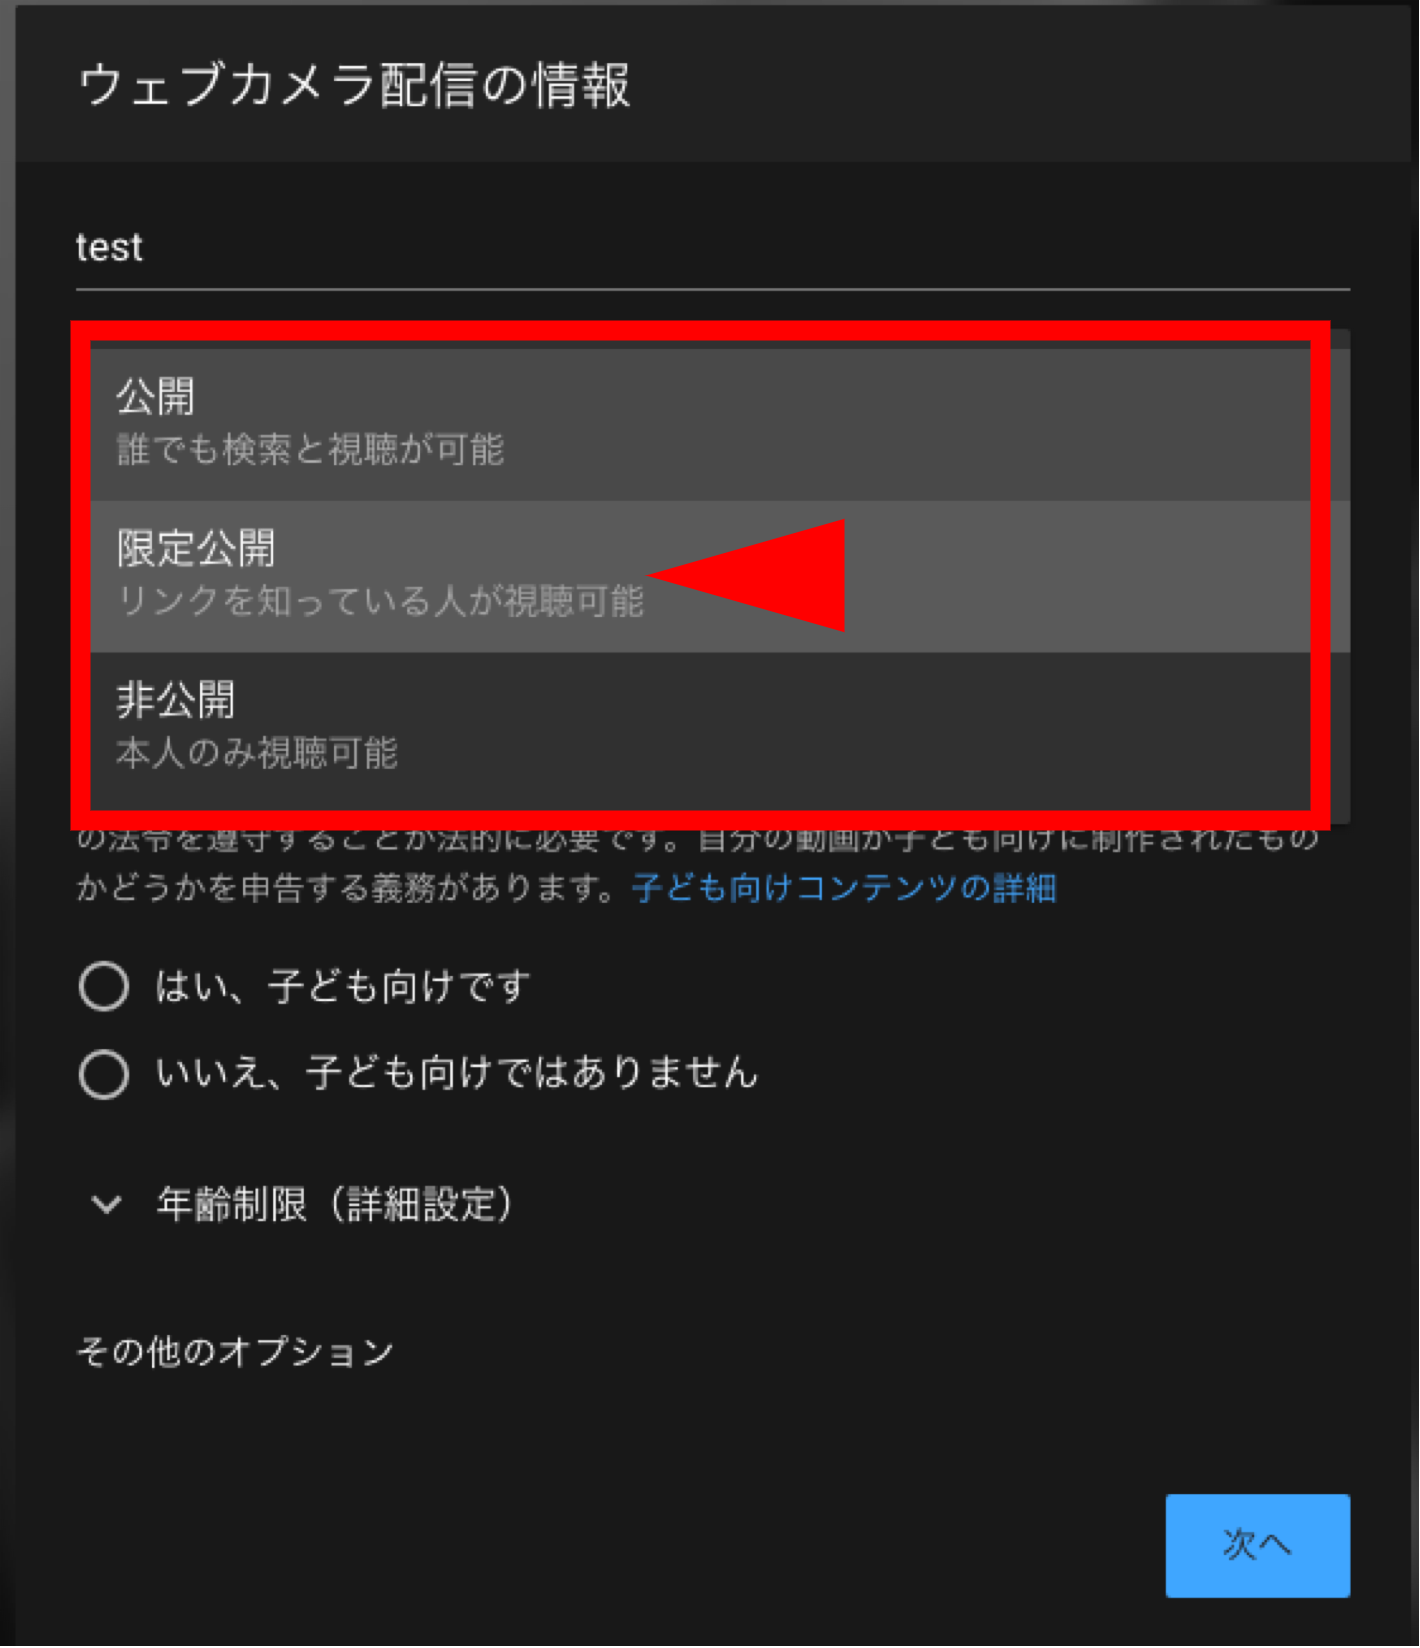 ウェブカメラ配信の情報
test
公開
誰でも検索と視聴が可能
限定公開
リンクを知っている人が視聴可能
非公開
本人のみ視聴可能
の法令を遵守することが法的に必要です。自分の動画が子ども向けに制作されたもの
かどうかを申告する義務があります。子ども向けコンテンツの詳細
はい、子ども向けです
いいえ、子ども向けではありません
年齢制限（詳細設定）
その他のオプション
次へ